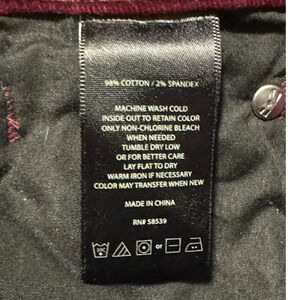 98% COTTON / 2% SPANDEX
MACHINE WASH COLD
INSIDE OUT TO RETAIN COLOR
ONLY NON-CHLORINE BLEACH
WHEN NEEDED
TUMBLE DRY LOW
OR FOR BETTER CARE
LAY FLAT TO DRY
WARM IRON IF NECESSARY
COLOR MAY TRANSFER WHEN NEW
MADE IN CHINA
RN# 58539
or